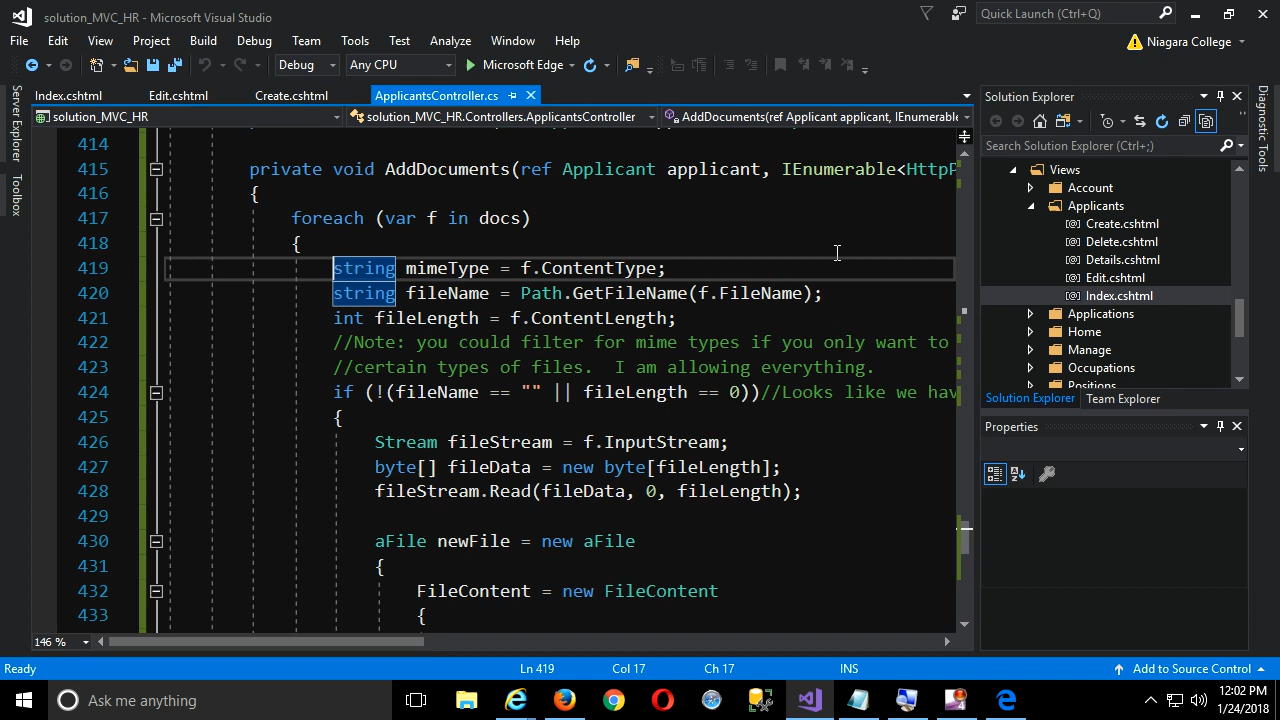 solution_MVC_HR - Microsoft Visual Studio
Quick Launch (Ctrl+Q)
File Edit View Project Build Debug Team Tools Test Analyze Window Help
Niagara College
Debug Any CPU Microsoft Edge
Server Explorer
Toolbox
Index.cshtml Edit.cshtml Create.cshtml ApplicantsController.cs
solution_MVC_HR solution_MVC_HR.Controllers.ApplicantsController AddDocuments(ref Applicant applicant, IEnumerable
414
415 private void AddDocuments(ref Applicant applicant, IEnumerable<HttpP
416 {
417 foreach (var f in docs)
418 {
419 string mimeType = f.ContentType;
420 string fileName = Path.GetFileName(f.FileName);
421 int fileLength = f.ContentLength;
422 //Note: you could filter for mime types if you only want to
423 //certain types of files.  I am allowing everything.
424 if (!(fileName == "" || fileLength == 0))//Looks like we hav
425 {
426 Stream fileStream = f.InputStream;
427 byte[] fileData = new byte[fileLength];
428 fileStream.Read(fileData, 0, fileLength);
429
430 aFile newFile = new aFile
431 {
432 FileContent = new FileContent
433 {
146 %
Solution Explorer
Search Solution Explorer (Ctrl+;)
Views
Account
Applicants
Create.cshtml
Delete.cshtml
Details.cshtml
Edit.cshtml
Index.cshtml
Applications
Home
Manage
Occupations
Positions
Solution Explorer Team Explorer
Properties
Diagnostic Tools
Ready Ln 419 Col 17 Ch 17 INS Add to Source Control
Ask me anything
12:02 PM
1/24/2018